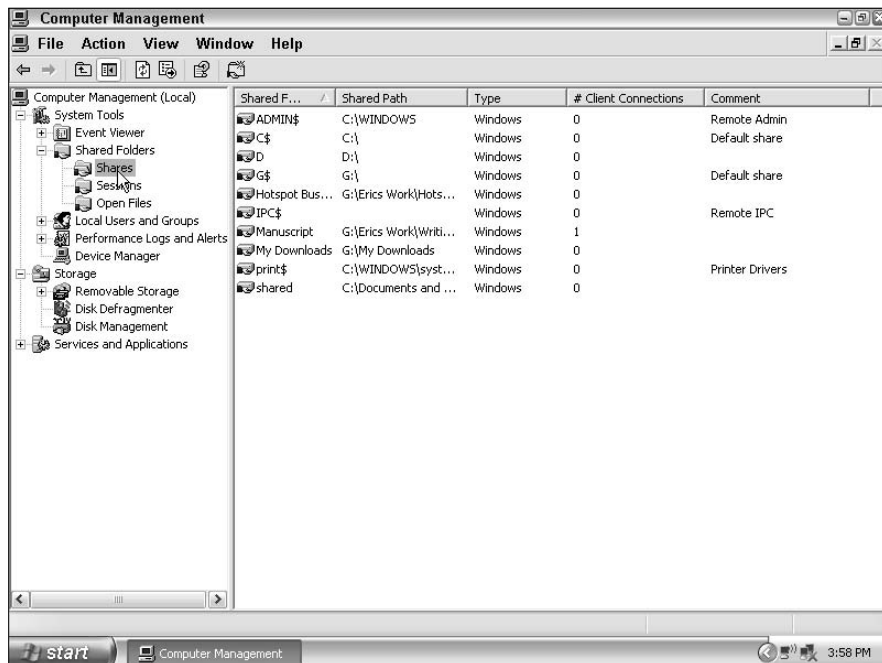 Computer Management
File Action View Window Help
Computer Management (Local)
System Tools
Event Viewer
Shared Folders
Shares
Sessions
Open Files
Local Users and Groups
Performance Logs and Alerts
Device Manager
Storage
Removable Storage
Disk Defragmenter
Disk Management
Services and Applications
Shared F... Shared Path Type # Client Connections Comment
ADMIN$ C:\WINDOWS Windows 0 Remote Admin
C$ C:\ Windows 0 Default share
D D:\ Windows 0
G$ G:\ Windows 0 Default share
Hotspot Bus... G:\Erics Work\Hots... Windows 0
IPC$ Windows 0 Remote IPC
Manuscript G:\Erics Work\Writi... Windows 1
My Downloads G:\My Downloads Windows 0
print$ C:\WINDOWS\syst... Windows 0 Printer Drivers
shared C:\Documents and ... Windows 0
start Computer Management 3:58 PM